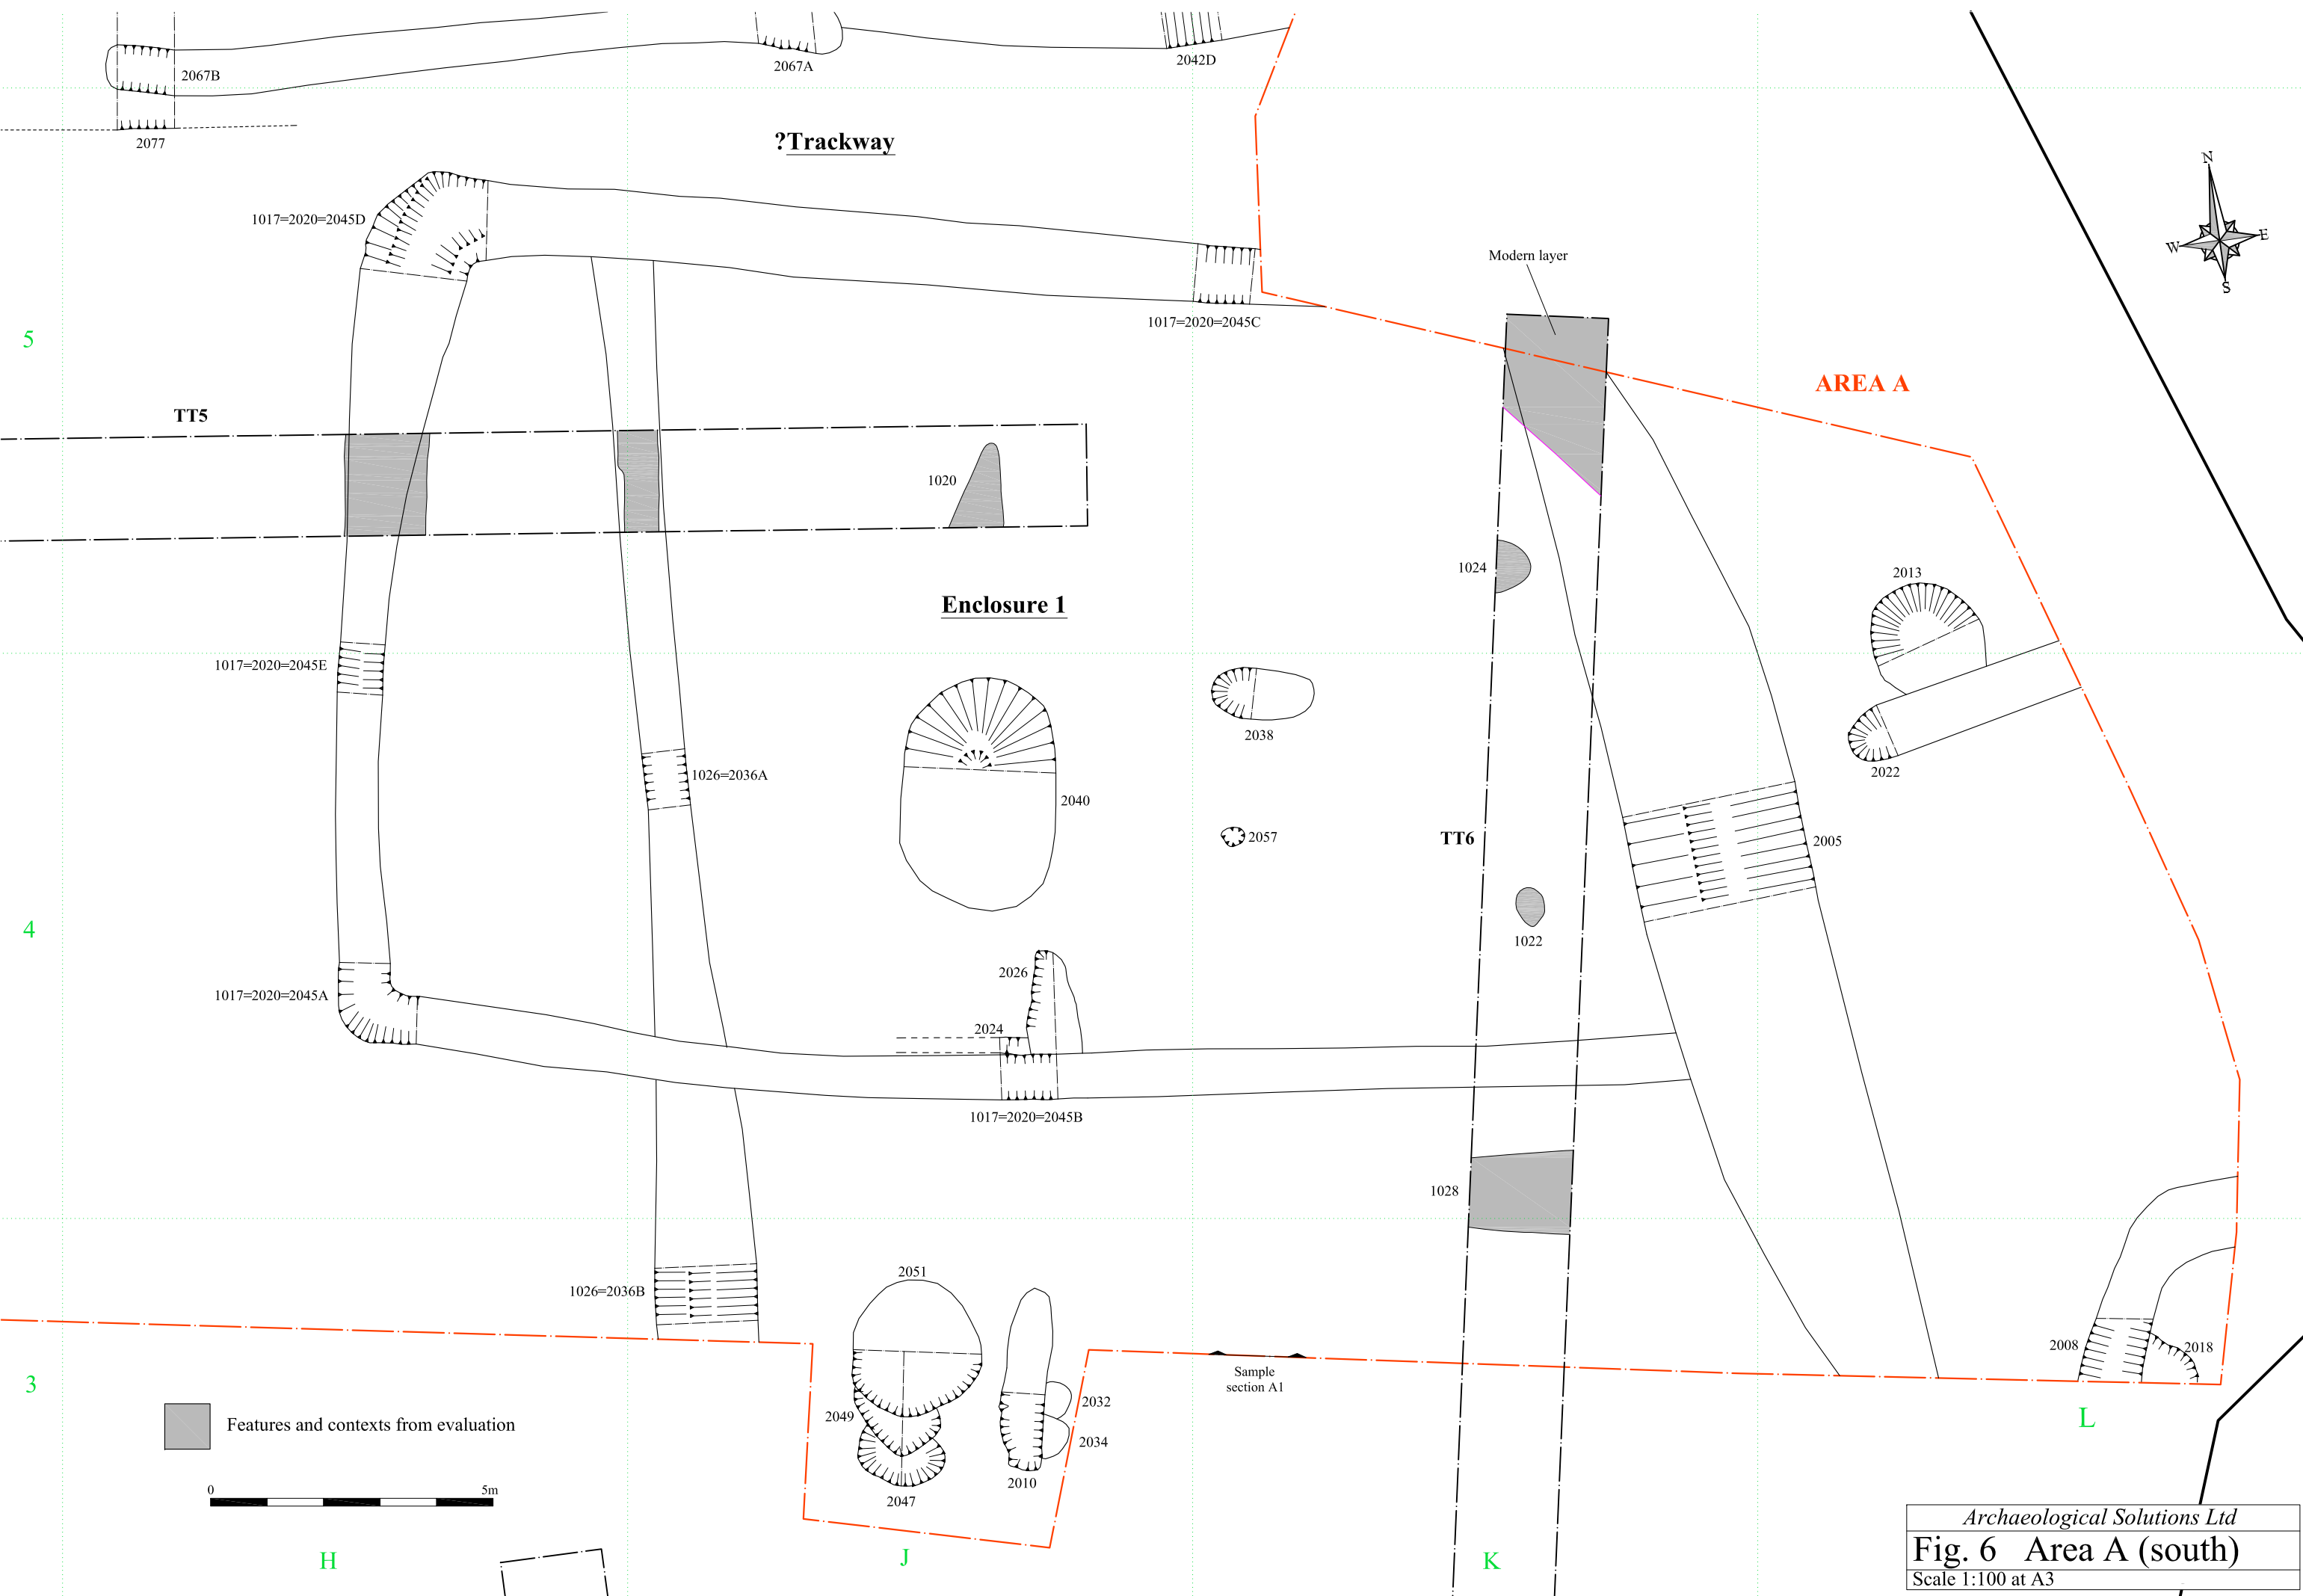 2067B
2067A
2042D
2077
?Trackway
N
W
E
S
1017=2020=2045D
Modern layer
1017=2020=2045C
5
AREA A
TT5
1020
1024
2013
Enclosure 1
1017=2020=2045E
2038
2022
1026=2036A
2040
2057
TT6
2005
4
1022
2026
1017=2020=2045A
2024
1017=2020=2045B
1028
2051
1026=2036B
2008
2018
Sample
section A1
3
2032
2049
2034
L
Features and contexts from evaluation
2010
2047
0
5m
H
J
K
Archaeological Solutions Ltd
Fig. 6 Area A (south)
Scale 1:100 at A3